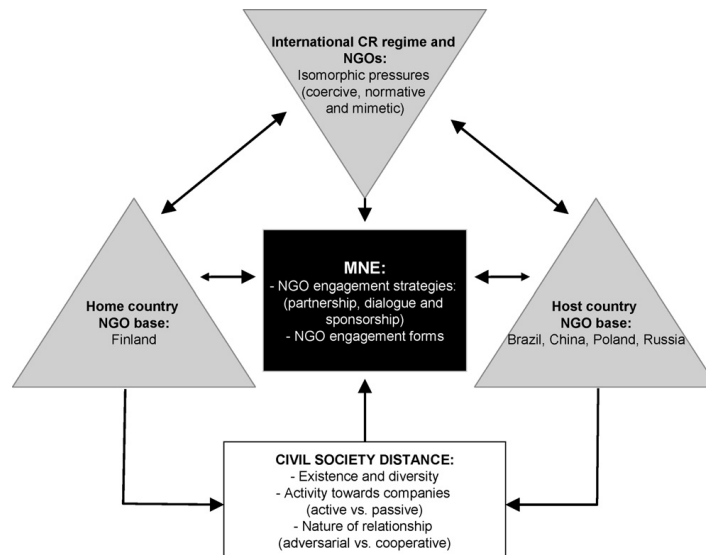 International CR regime and
NGOs:
Isomorphic pressures
(coercive, normative
and mimetic)
MNE:
- NGO engagement strategies:
(partnership, dialogue and
sponsorship)
- NGO engagement forms
Home country
NGO base:
Finland
Host country
NGO base:
Brazil, China, Poland, Russia
CIVIL SOCIETY DISTANCE:
- Existence and diversity
- Activity towards companies
(active vs. passive)
- Nature of relationship
(adversarial vs. cooperative)